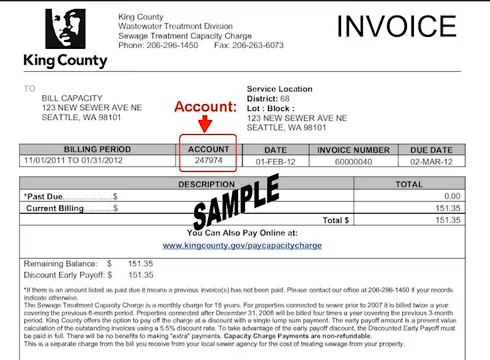 King County
Wastewater Treatment Division
Sewage Treatment Capacity Charge
Phone: 206-296-1450 Fax: 206-263-6073
INVOICE
King County
TO
BILL CAPACITY
123 NEW SEWER AVE NE
SEATTLE, WA 98101
Account:
Service Location
District: 68
Lot : Block :
123 NEW SEWER AVE NE
SEATTLE, WA 98101
BILLING PERIOD ACCOUNT DATE INVOICE NUMBER DUE DATE
11/01/2011 TO 01/31/2012 247974 01-FEB-12 60000040 02-MAR-12
DESCRIPTION TOTAL
*Past Due..............$ 0.00
Current Billing............$ 151.35
Total $ 151.35
SAMPLE
You Can Also Pay Online at:
www.kingcounty.gov/paycapacitycharge
Remaining Balance: $ 151.35
Discount Early Payoff: $ 151.35
*If there is an amount listed as past due it means a previous invoice(s) has not been paid. Please contact our office at 206-296-1450 if your records
indicate otherwise.
The Sewage Treatment Capacity Charge is a monthly charge for 15 years. For properties connected to sewer prior to 2007 it is billed twice a year
covering the previous 6-month period. Properties connected after December 31, 2006 will be billed four times a year covering the previous 3-month
period. King County offers the option to pay off the charge at a discount with a single lump sum payment. The early payoff amount is a present value
calculation of the outstanding invoices using a 5.5% discount rate. To take advantage of the early payoff discount, the Discounted Early Payoff must
be paid in full. There will be no benefits to making "extra" payments. Capacity Charge Payments are non-refundable.
This is a separate charge from the bill you receive from your local sewer agency for the cost of treating sewage from your property.